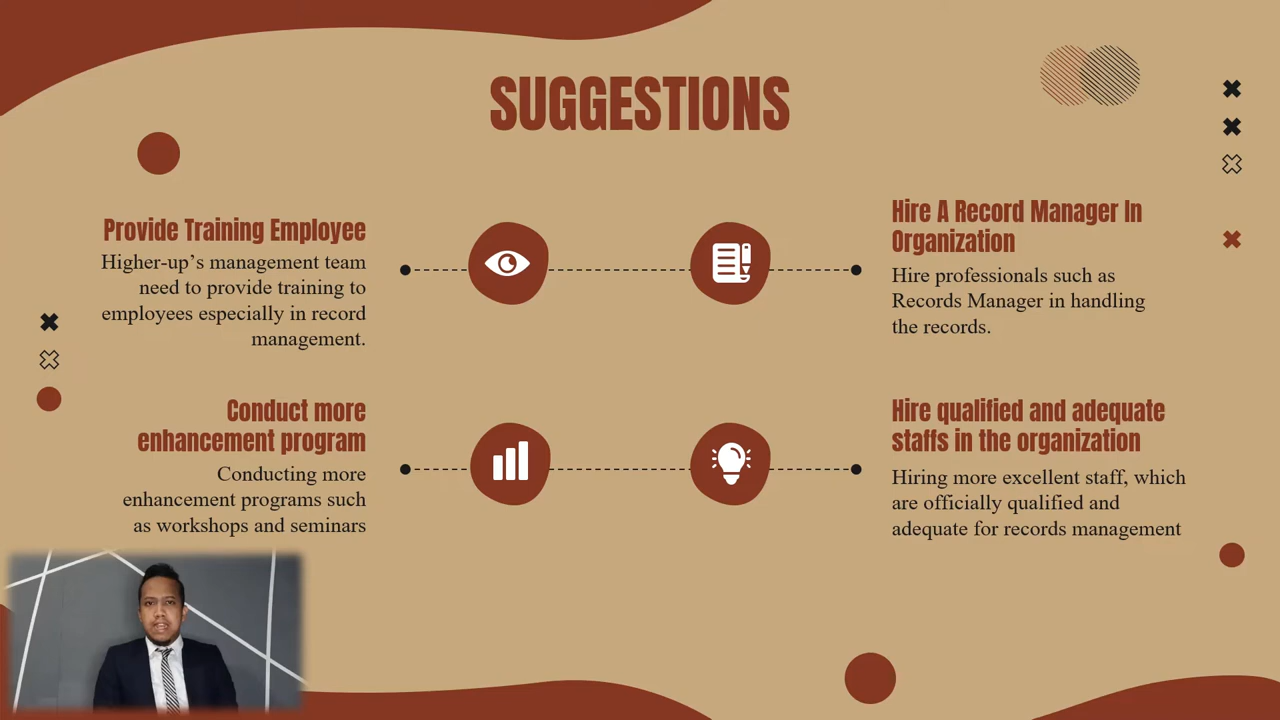 SUGGESTIONS
Provide Training Employee
Higher-up’s management team
need to provide training to
employees especially in record
management.
Hire A Record Manager In
Organization
Hire professionals such as
Records Manager in handling
the records.
Conduct more
enhancement program
Conducting more
enhancement programs such
as workshops and seminars
Hire qualified and adequate
staffs in the organization
Hiring more excellent staff, which
are officially qualified and
adequate for records management